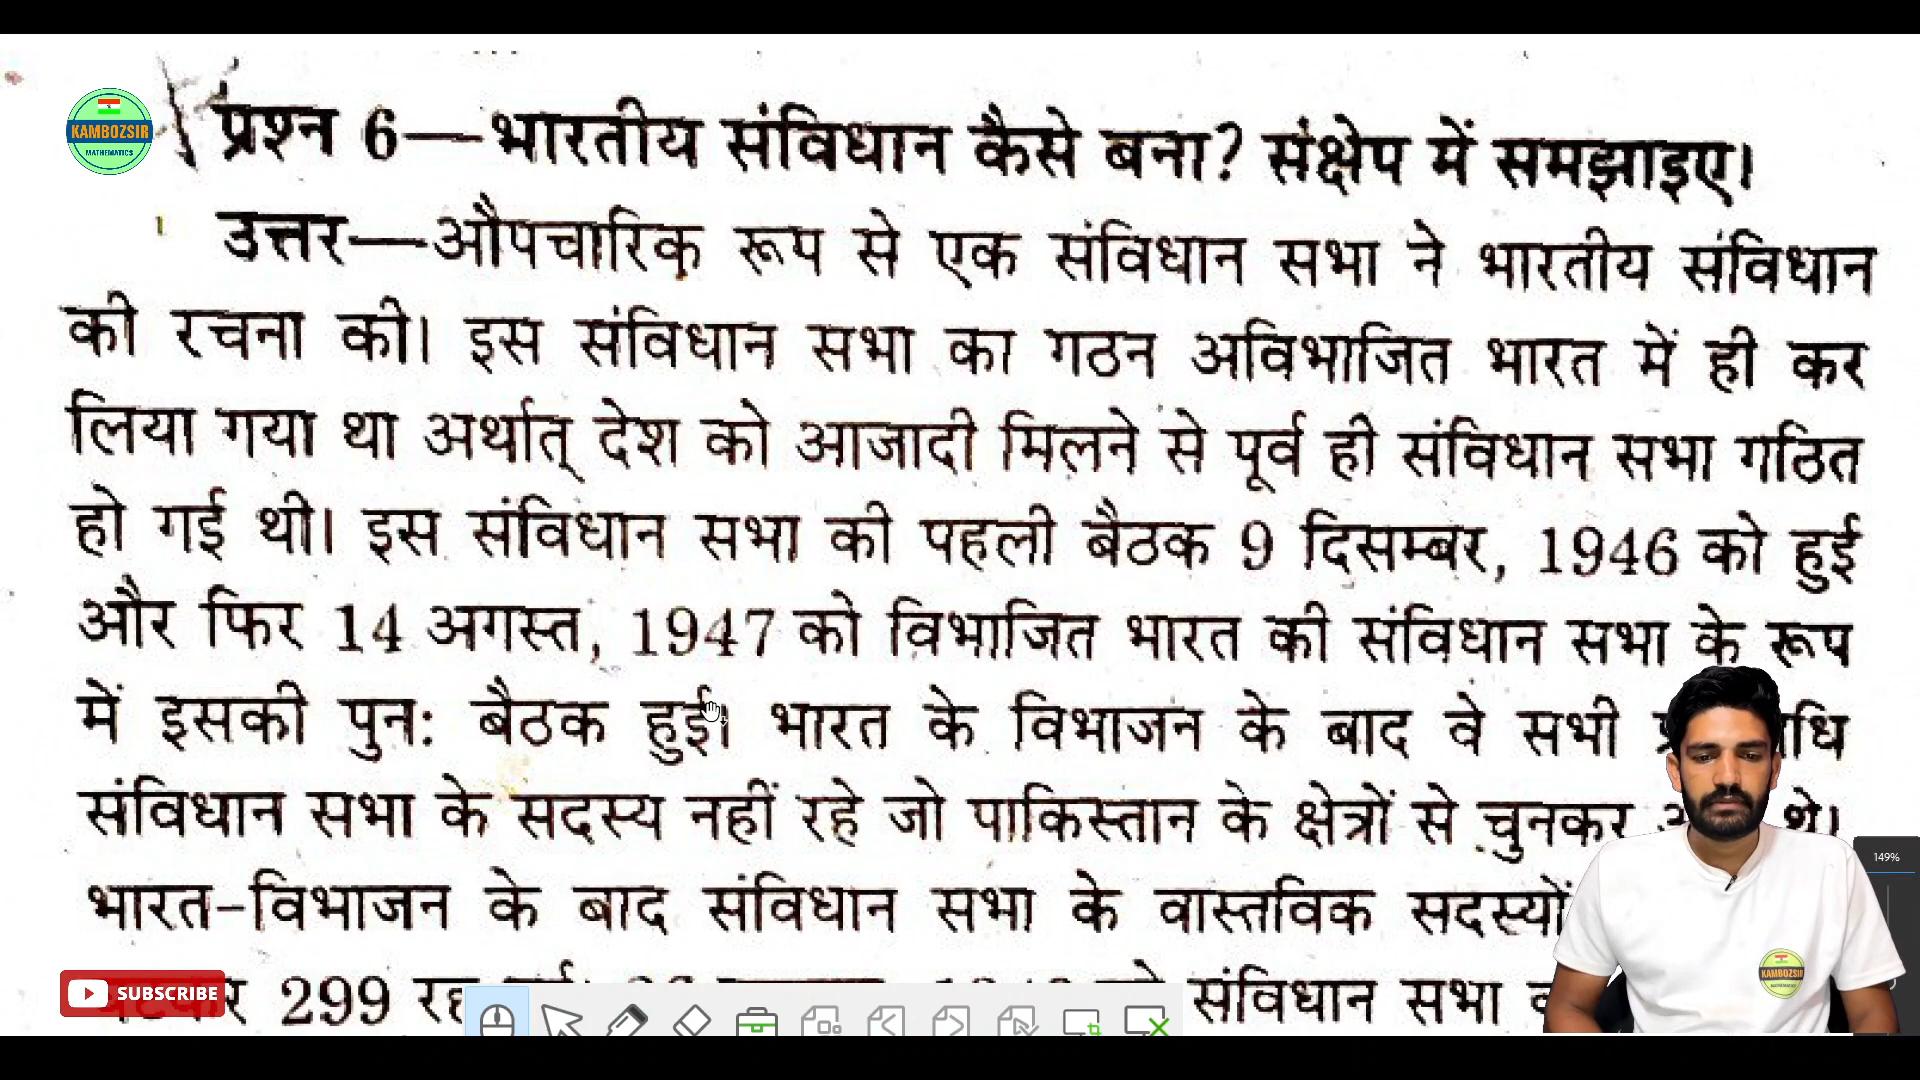 KAMBOZSIR
MATHEMATICS
प्रश्न 6—भारतीय संविधान कैसे बना? संक्षेप में समझाइए।
उत्तर—औपचारिक रूप से एक संविधान सभा ने भारतीय संविधान
की रचना की। इस संविधान सभा का गठन अविभाजित भारत में ही कर
लिया गया था अर्थात् देश को आजादी मिलने से पूर्व ही संविधान सभा गठित
हो गई थी। इस संविधान सभा की पहली बैठक 9 दिसम्बर, 1946 को हुई
और फिर 14 अगस्त, 1947 को विभाजित भारत की संविधान सभा के रूप
में इसकी पुन: बैठक हुई। भारत के विभाजन के बाद वे सभी
संविधान सभा के सदस्य नहीं रहे जो पाकिस्तान के क्षेत्रों से चुनकर थे।
149%
भारत-विभाजन के बाद संविधान सभा के वास्तविक सदस्यों
SUBSCRIBE
299 संविधान सभा
KAMBOZSIR